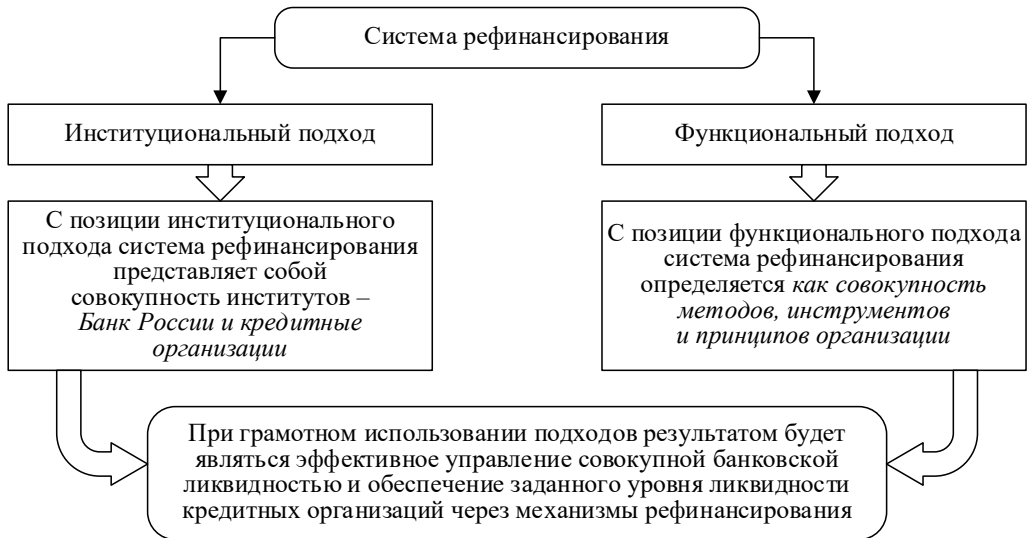 Система рефинансирования
Институциональный подход
Функциональный подход
С позиции институционального
подхода система рефинансирования
представляет собой
совокупность институтов –
Банк России и кредитные
организации
С позиции функционального подхода
система рефинансирования
определяется как совокупность
методов, инструментов
и принципов организации
При грамотном использовании подходов результатом будет
являться эффективное управление совокупной банковской
ликвидностью и обеспечение заданного уровня ликвидности
кредитных организаций через механизмы рефинансирования